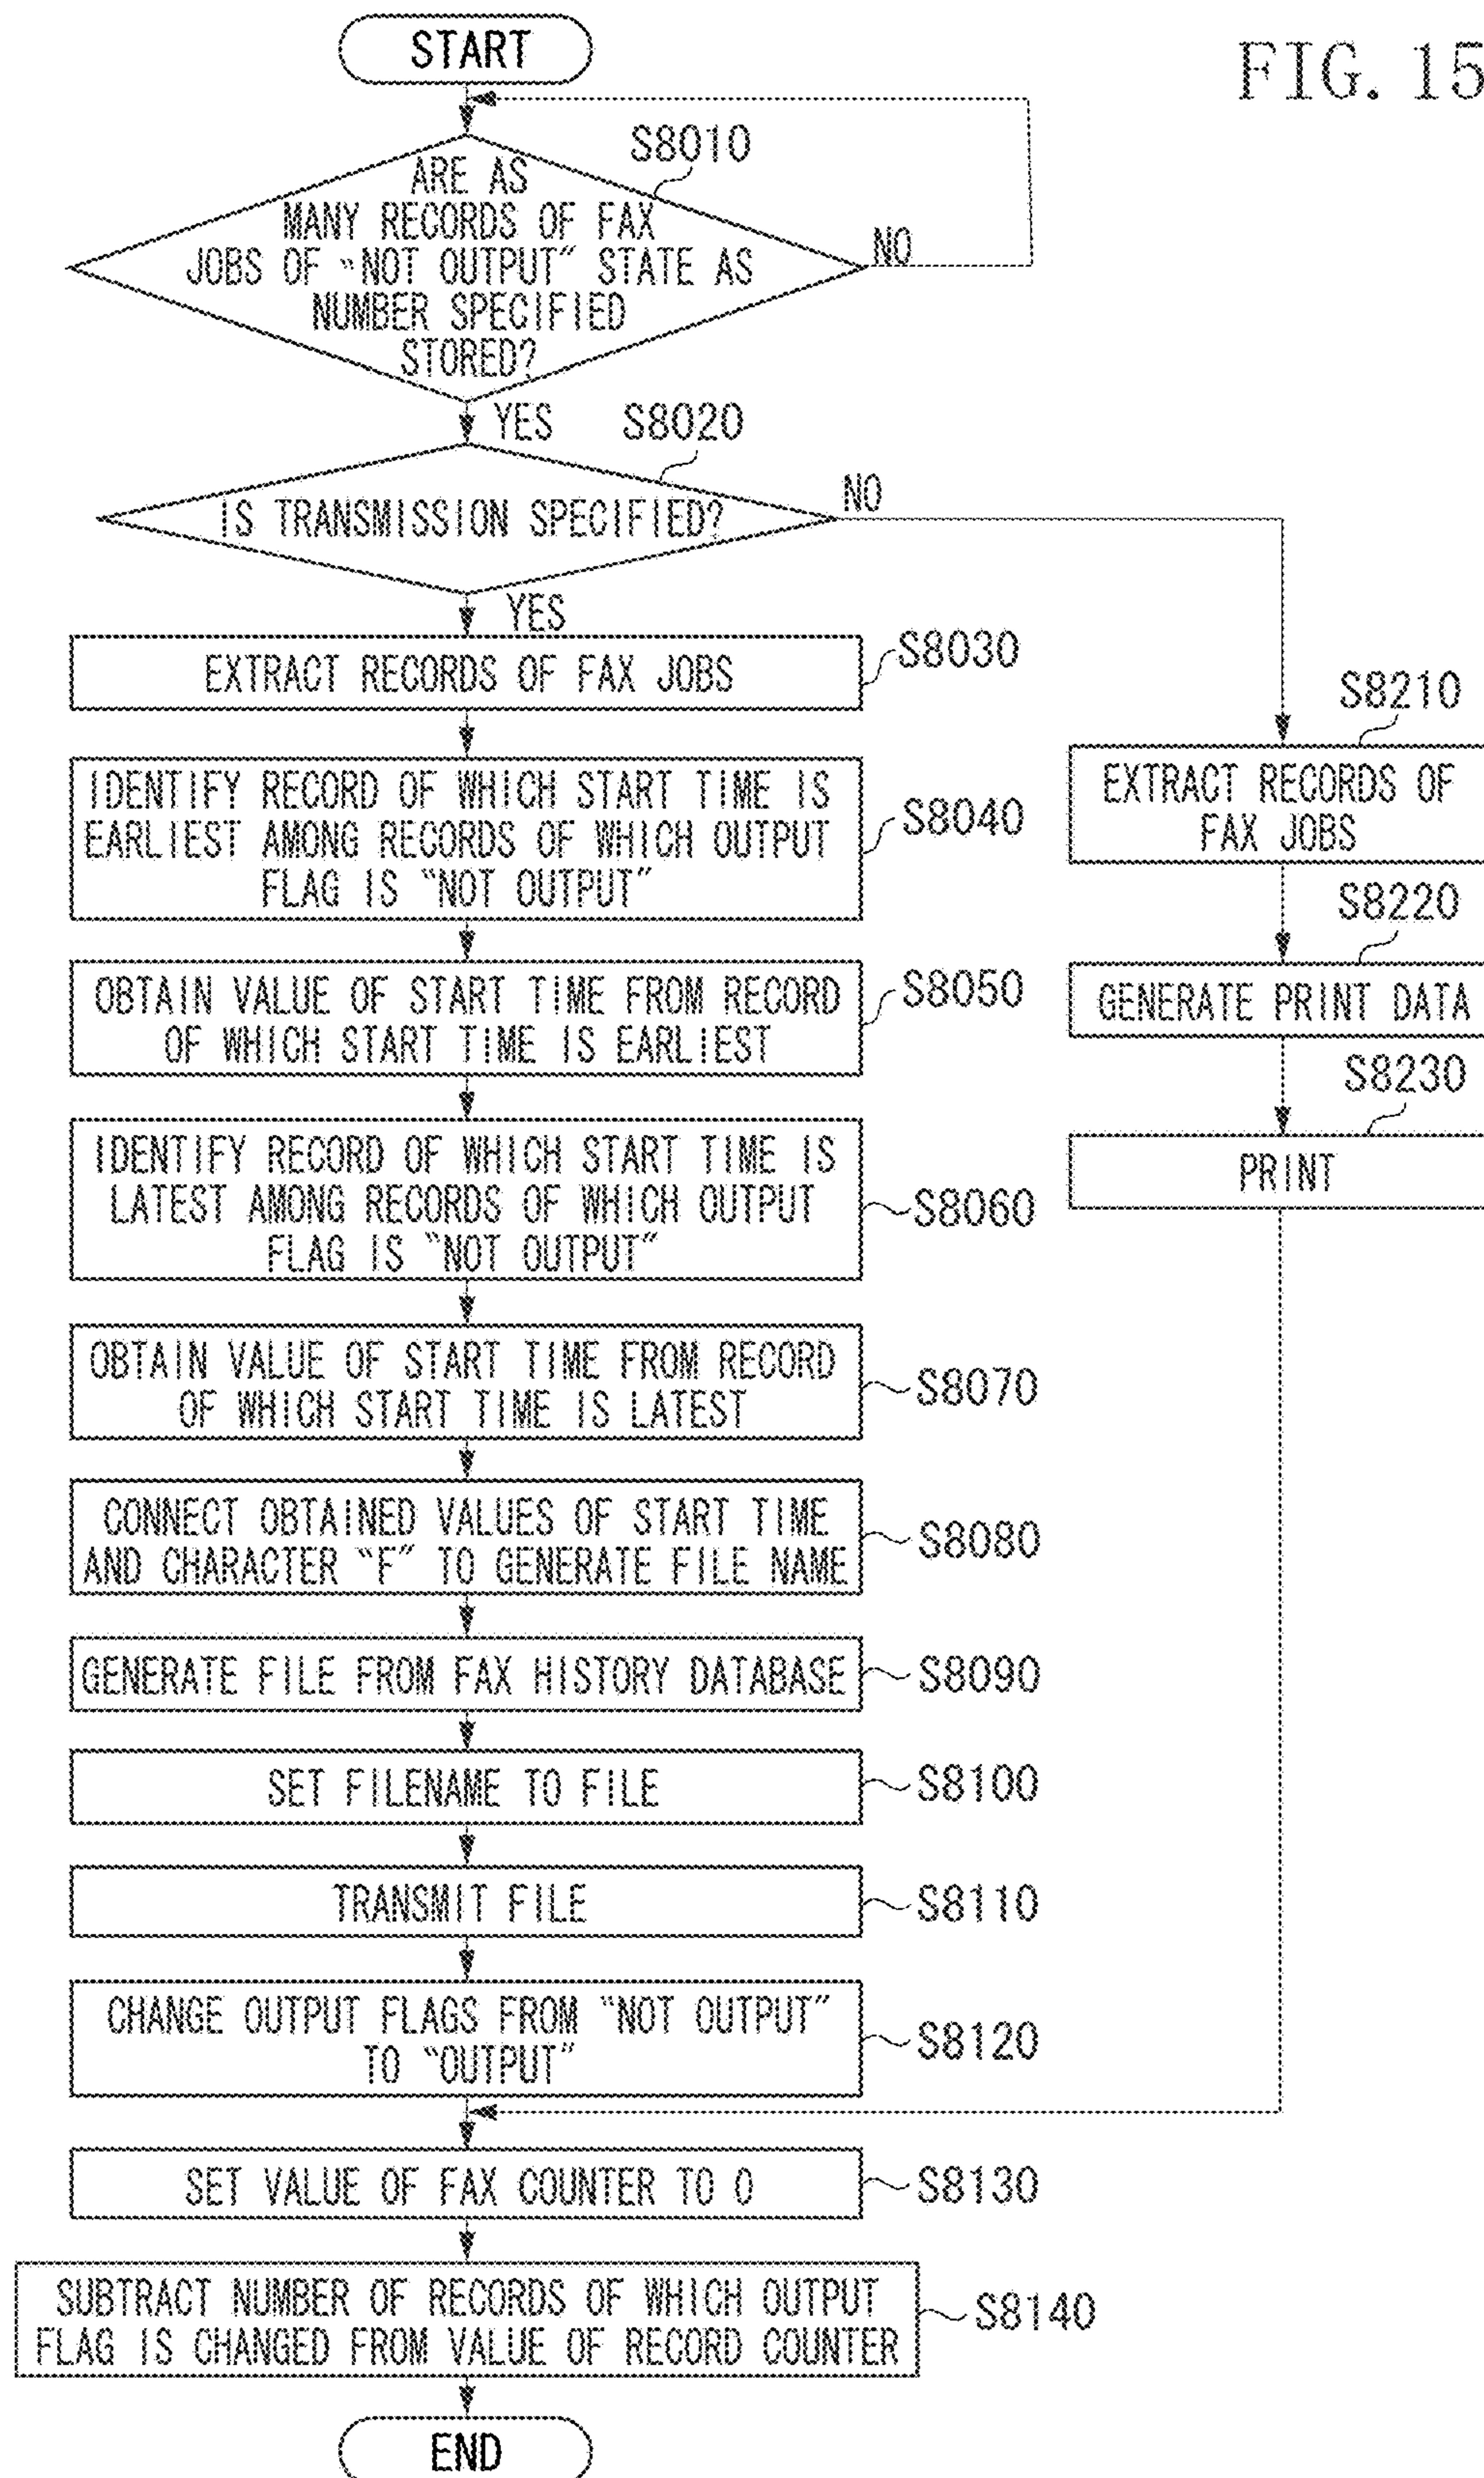 FIG. 15
START
S8010
ARE AS
MANY RECORDS OF FAX
JOBS OF "NOT OUTPUT" STATE AS
NUMBER SPECIFIED
STORED?
NO
YES
S8020
IS TRANSMISSION SPECIFIED?
NO
YES
EXTRACT RECORDS OF FAX JOBS
S8030
IDENTIFY RECORD OF WHICH START TIME IS
EARLIEST AMONG RECORDS OF WHICH OUTPUT
FLAG IS "NOT OUTPUT"
S8040
OBTAIN VALUE OF START TIME FROM RECORD
OF WHICH START TIME IS EARLIEST
S8050
IDENTIFY RECORD OF WHICH START TIME IS
LATEST AMONG RECORDS OF WHICH OUTPUT
FLAG IS "NOT OUTPUT"
S8060
OBTAIN VALUE OF START TIME FROM RECORD
OF WHICH START TIME IS LATEST
S8070
CONNECT OBTAINED VALUES OF START TIME
AND CHARACTER "F" TO GENERATE FILE NAME
S8080
GENERATE FILE FROM FAX HISTORY DATABASE
S8090
SET FILENAME TO FILE
S8100
TRANSMIT FILE
S8110
CHANGE OUTPUT FLAGS FROM "NOT OUTPUT"
TO "OUTPUT"
S8120
S8210
EXTRACT RECORDS OF
FAX JOBS
S8220
GENERATE PRINT DATA
S8230
PRINT
SET VALUE OF FAX COUNTER TO 0
S8130
SUBTRACT NUMBER OF RECORDS OF WHICH OUTPUT
FLAG IS CHANGED FROM VALUE OF RECORD COUNTER
S8140
END